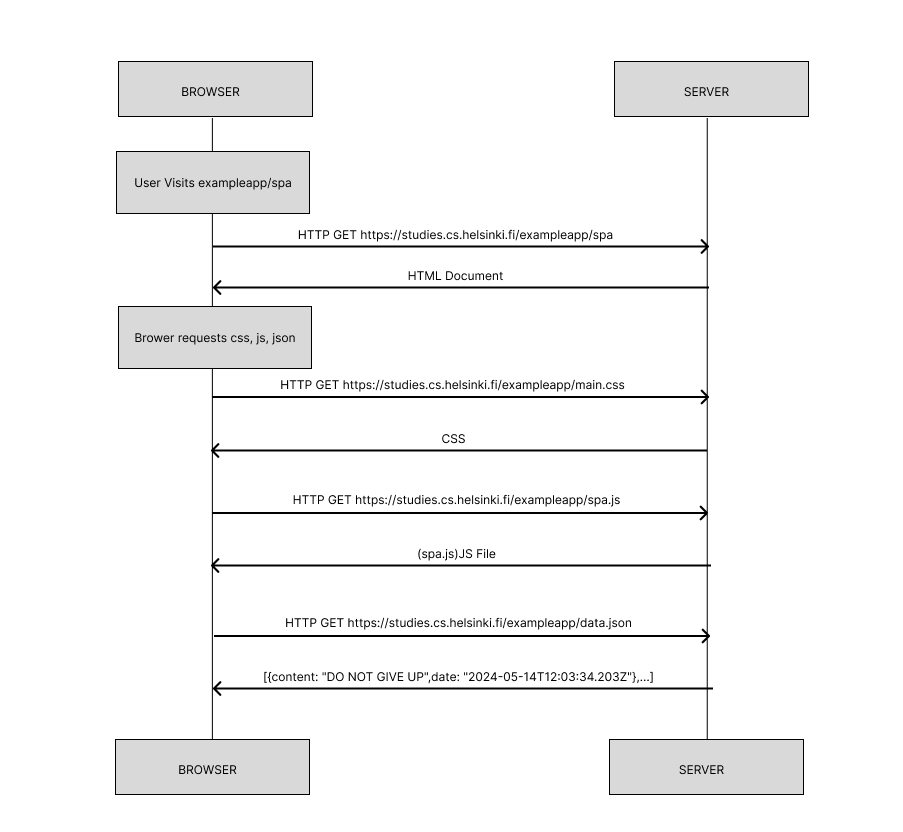 BROWSER
SERVER
User Visits exampleapp/spa
HTTP GET https://studies.cs.helsinki.fi/exampleapp/spa
HTML Document
Brower requests css, js, json
HTTP GET https://studies.cs.helsinki.fi/exampleapp/main.css
CSS
HTTP GET https://studies.cs.helsinki.fi/exampleapp/spa.js
(spa.js)JS File
HTTP GET https://studies.cs.helsinki.fi/exampleapp/data.json
[{content: "DO NOT GIVE UP",date: "2024-05-14T12:03:34.203Z"},...]
BROWSER
SERVER